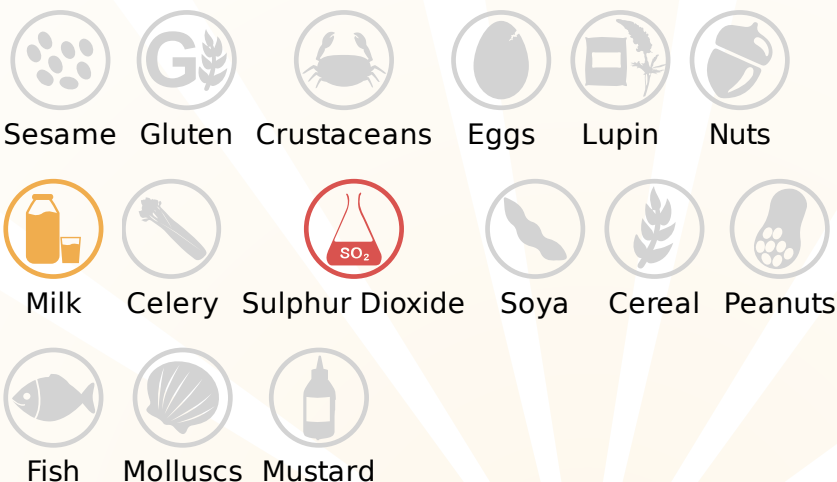 G
Sesame Gluten Crustaceans Eggs Lupin Nuts
SO₂
Milk Celery Sulphur Dioxide Soya Cereal Peanuts
Fish Molluscs Mustard